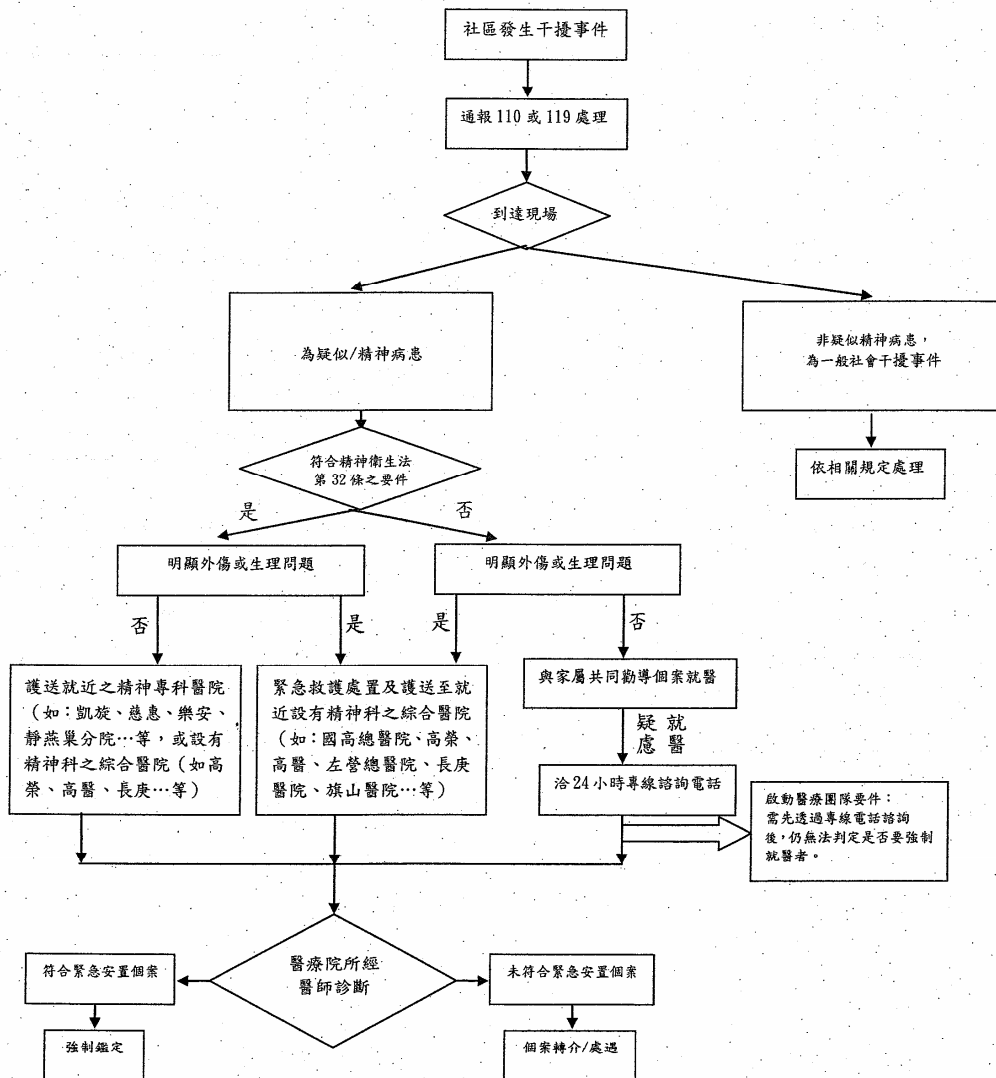 社區發生干擾事件
通報110或119處理
到達現場
為疑似/精神病患
非疑似精神病患，
為一般社會干擾事件
符合精神衛生法
第32條之要件
依相關規定處理
是
否
明顯外傷或生理問題
明顯外傷或生理問題
否
是
是
否
護送就近之精神專科醫院
（如：凱旋、慈惠、樂安、
靜燕巢分院…等，或設有
精神科之綜合醫院（如高
榮、高醫、長庚…等）
緊急救護處置及護送至就
近設有精神科之綜合醫院
（如：國高總醫院、高榮、
高醫、左營總醫院、長庚
醫院、旗山醫院…等）
與家屬共同勸導個案就醫
疑 就
處 醫
洽24小時專線諮詢電話
啟動醫療團隊要件：
需先透過專線電話諮詢
後，仍無法判定是否要強制
就醫者。
醫療院所經
醫師診斷
符合緊急安置個案
未符合緊急安置個案
強制鑑定
個案轉介/處遇